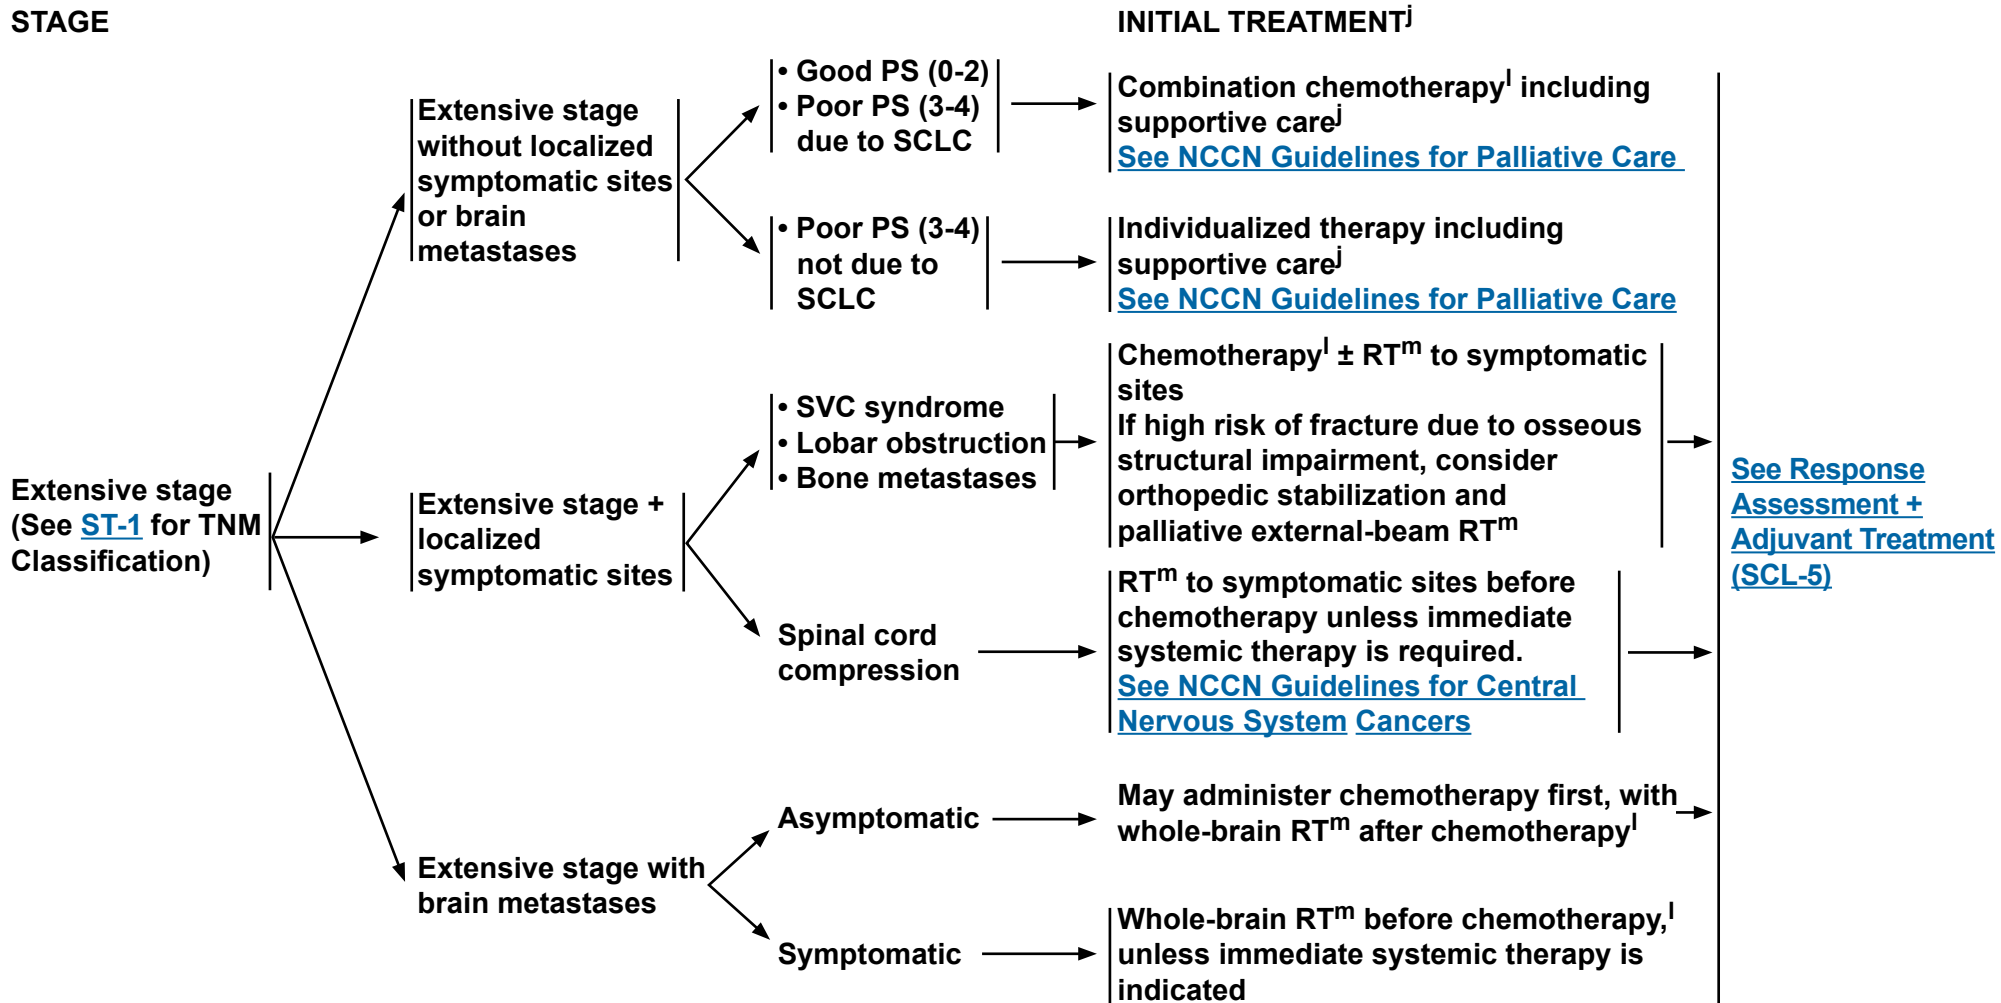 STAGE
INITIAL TREATMENTj
Extensive stage
(See ST-1 for TNM
Classification)
Extensive stage
without localized
symptomatic sites
or brain
metastases
• Good PS (0-2)
• Poor PS (3-4)
due to SCLC
Combination chemotherapyl including
supportive carej
See NCCN Guidelines for Palliative Care
• Poor PS (3-4)
not due to
SCLC
Individualized therapy including
supportive carej
See NCCN Guidelines for Palliative Care
Extensive stage +
localized
symptomatic sites
• SVC syndrome
• Lobar obstruction
• Bone metastases
Chemotherapyl ± RTm to symptomatic
sites
If high risk of fracture due to osseous
structural impairment, consider
orthopedic stabilization and
palliative external-beam RTm
Spinal cord
compression
RTm to symptomatic sites before
chemotherapy unless immediate
systemic therapy is required.
See NCCN Guidelines for Central
Nervous System Cancers
Extensive stage with
brain metastases
Asymptomatic
May administer chemotherapy first, with
whole-brain RTm after chemotherapyl
Symptomatic
Whole-brain RTm before chemotherapy,l
unless immediate systemic therapy is
indicated
See Response
Assessment +
Adjuvant Treatment
(SCL-5)